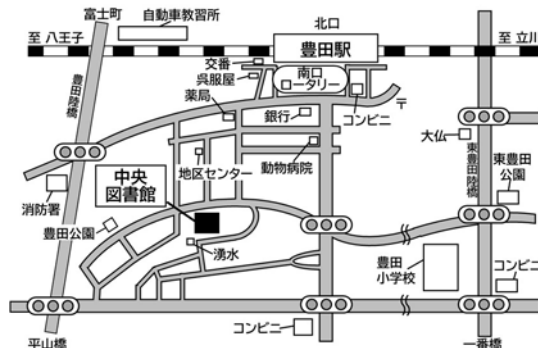 富士町
自動車教習所
北口
至 八王子
豊田駅
至 立川
交番
南口
ロータリー
呉服屋
豊田陸橋
薬局
銀行
コンビニ
〒
大仏
東豊田陸橋
東豊田
公園
中央
図書館
地区センター
動物病院
消防署
豊田公園
湧水
豊田
小学校
コンビニ
コンビニ
平山橋
一番橋